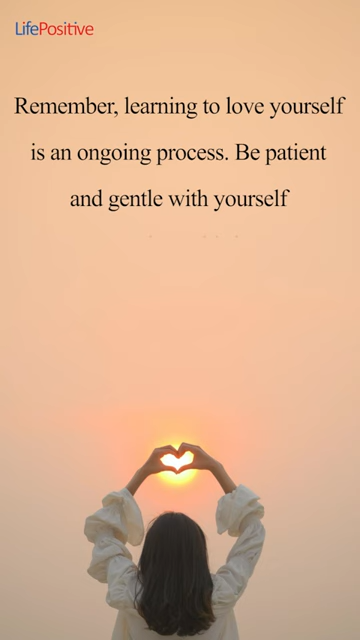 LifePositive
Remember, learning to love yourself
is an ongoing process. Be patient
and gentle with yourself